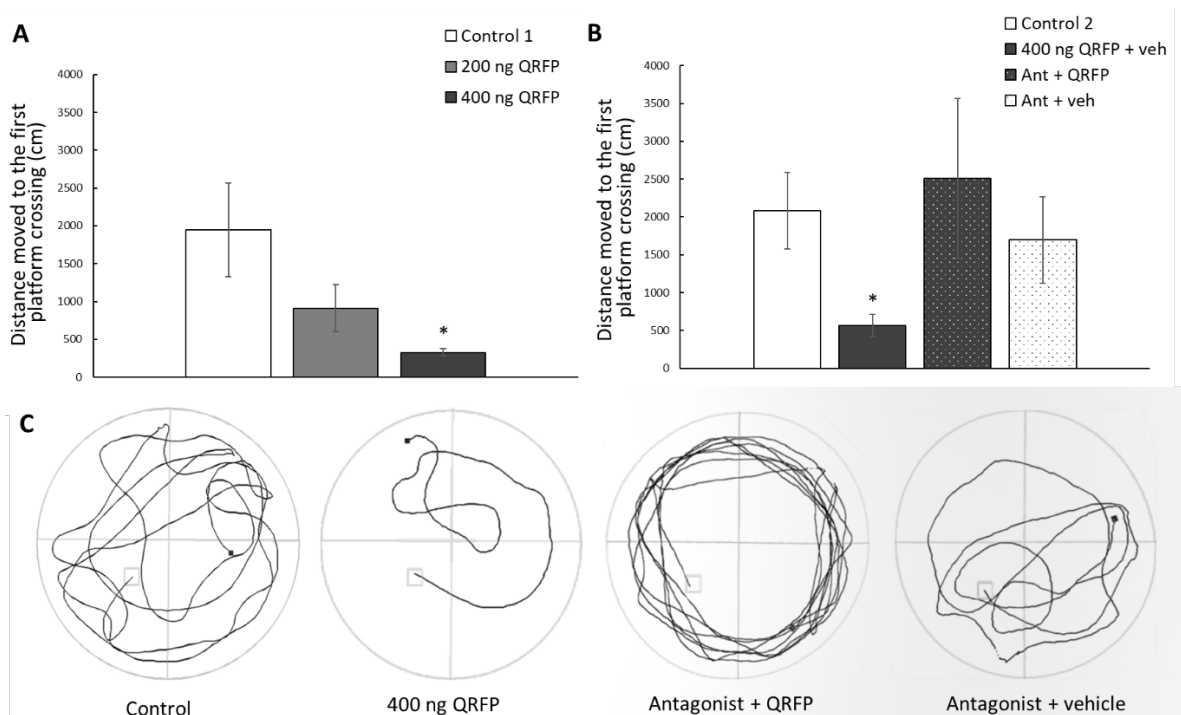 A
Control 1
200 ng QRFP
400 ng QRFP
Distance moved to the first
platform crossing (cm)
4000
3500
3000
2500
2000
1500
1000
500
0
*
B
Control 2
400 ng QRFP + veh
Ant + QRFP
Ant + veh
Distance moved to the first
platform crossing (cm)
4000
3500
3000
2500
2000
1500
1000
500
0
*
C
Control
400 ng QRFP
Antagonist + QRFP
Antagonist + vehicle